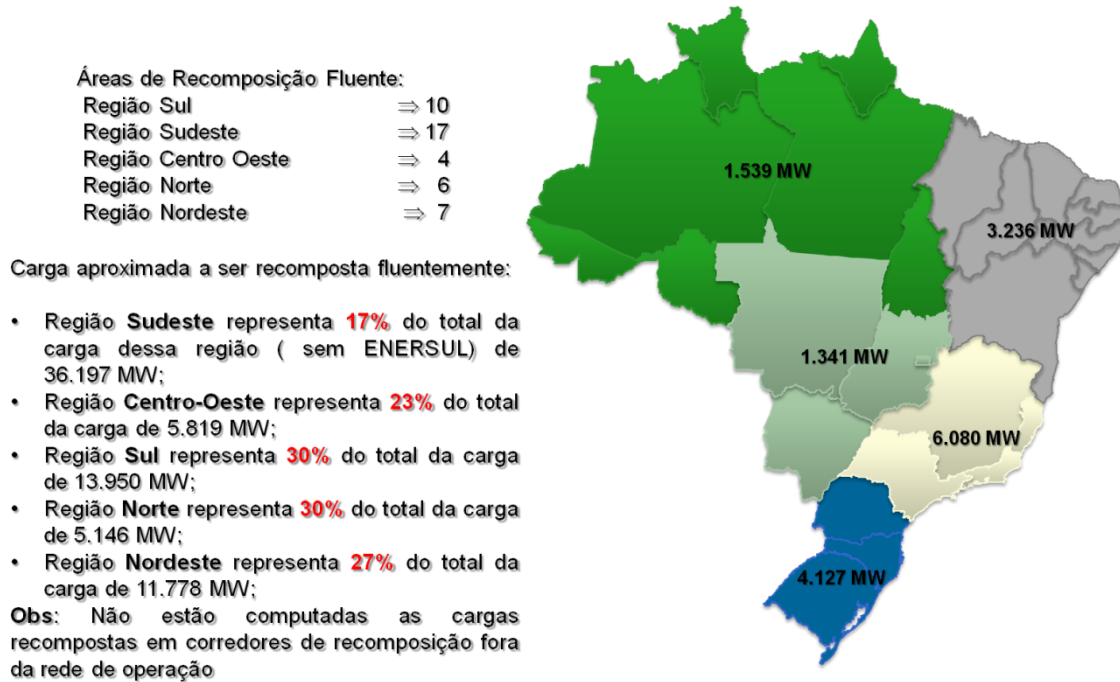 Áreas de Recomposição Fluente:
Região Sul ⇒ 10
Região Sudeste ⇒ 17
Região Centro Oeste ⇒ 4
Região Norte ⇒ 6
Região Nordeste ⇒ 7
Carga aproximada a ser recomposta fluentemente:
• Região Sudeste representa 17% do total da
carga dessa região ( sem ENERSUL) de
36.197 MW;
• Região Centro-Oeste representa 23% do total
da carga de 5.819 MW;
• Região Sul representa 30% do total da carga
de 13.950 MW;
• Região Norte representa 30% do total da carga
de 5.146 MW;
• Região Nordeste representa 27% do total da
carga de 11.778 MW;
Obs: Não estão computadas as cargas
recompostas em corredores de recomposição fora
da rede de operação
1.539 MW
3.236 MW
1.341 MW
6.080 MW
4.127 MW